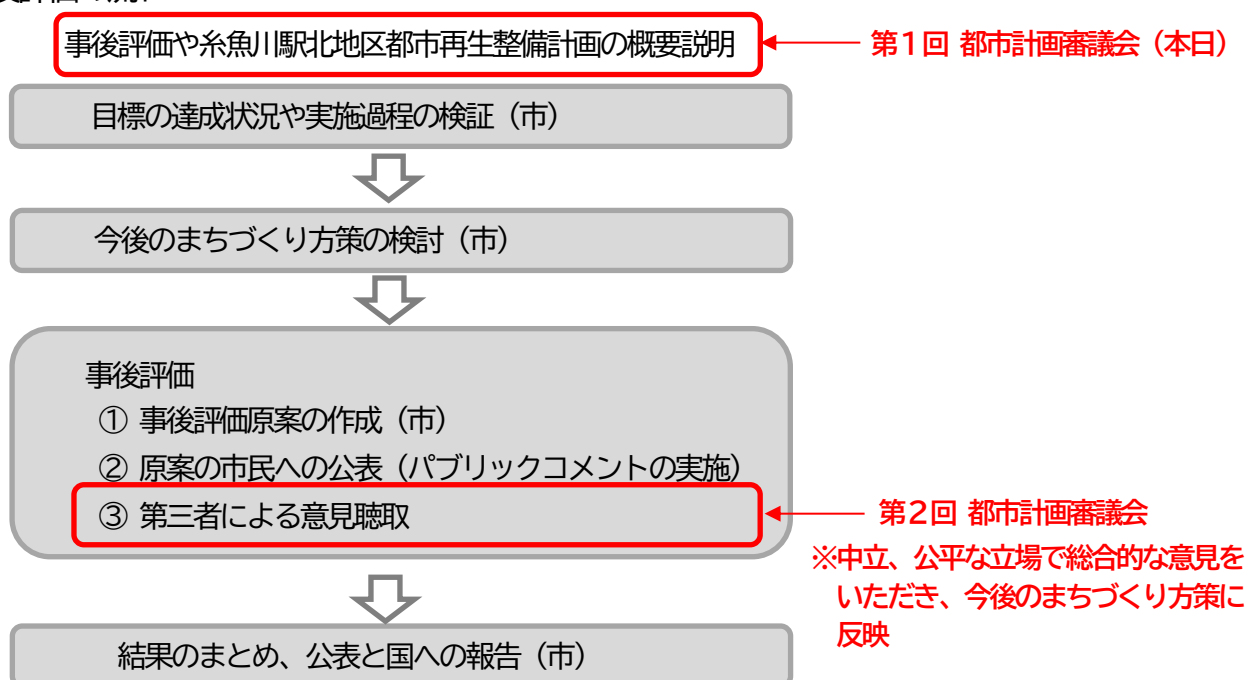 事後評価や糸魚川駅北地区都市再生整備計画の概要説明
第1回 都市計画審議会（本日）
目標の達成状況や実施過程の検証（市）
今後のまちづくり方策の検討（市）
事後評価
① 事後評価原案の作成（市）
② 原案の市民への公表（パブリックコメントの実施）
③ 第三者による意見聴取
第2回 都市計画審議会
※中立、公平な立場で総合的な意見を
いただき、今後のまちづくり方策に
反映
結果のまとめ、公表と国への報告（市）